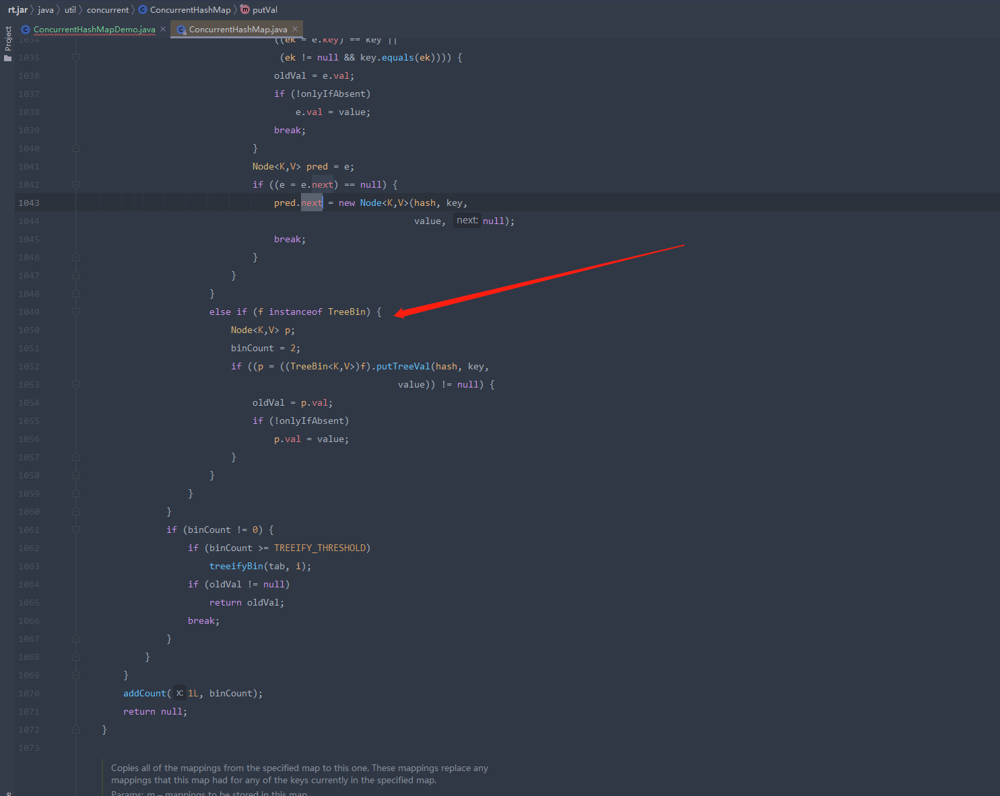 rt.jar java util concurrent ConcurrentHashMap putVal
ConcurrentHashMapDemo.java ConcurrentHashMap.java
Project
1034 ((ek = e.key) == key ||
1035 (ek != null && key.equals(ek)))) {
1036 oldVal = e.val;
1037 if (!onlyIfAbsent)
1038 e.val = value;
1039 break;
1040 }
1041 Node<K,V> pred = e;
1042 if ((e = e.next) == null) {
1043 pred.next = new Node<K,V>(hash, key,
1044 value, next: null);
1045 break;
1046 }
1047 }
1048 }
1049 else if (f instanceof TreeBin) {
1050 Node<K,V> p;
1051 binCount = 2;
1052 if ((p = ((TreeBin<K,V>)f).putTreeVal(hash, key,
1053 value)) != null) {
1054 oldVal = p.val;
1055 if (!onlyIfAbsent)
1056 p.val = value;
1057 }
1058 }
1059 }
1060 }
1061 if (binCount != 0) {
1062 if (binCount >= TREEIFY_THRESHOLD)
1063 treeifyBin(tab, i);
1064 if (oldVal != null)
1065 return oldVal;
1066 break;
1067 }
1068 }
1069 }
1070 addCount( x: 1L, binCount);
1071 return null;
1072 }
1073
Copies all of the mappings from the specified map to this one. These mappings replace any
mappings that this map had for any of the keys currently in the specified map.
Params: m – mappings to be stored in this map